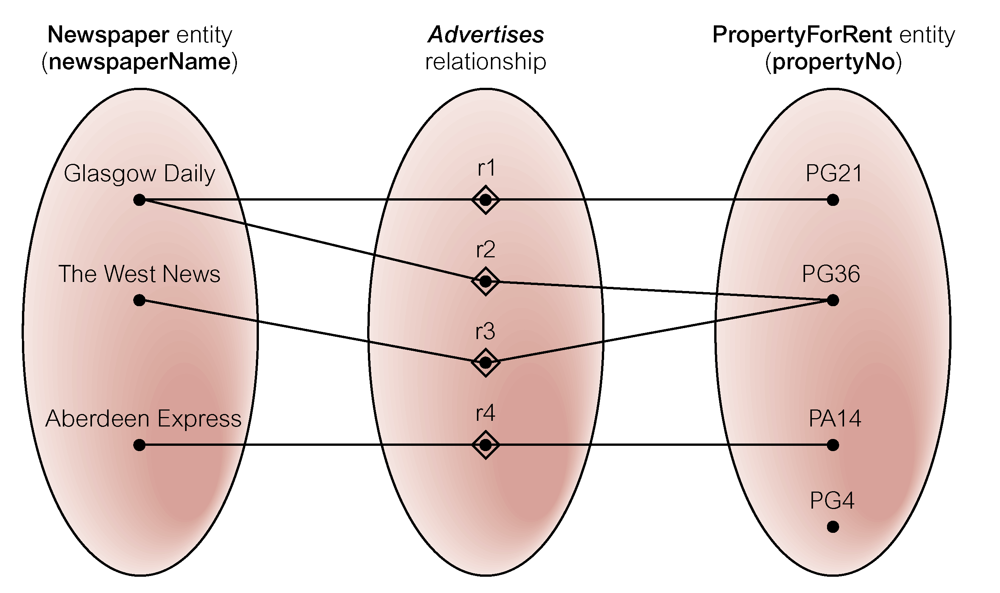 Newspaper entity
(newspaperName)
Advertises
relationship
PropertyForRent entity
(propertyNo)
Glasgow Daily
The West News
Aberdeen Express
r1
r2
r3
r4
PG21
PG36
PA14
PG4